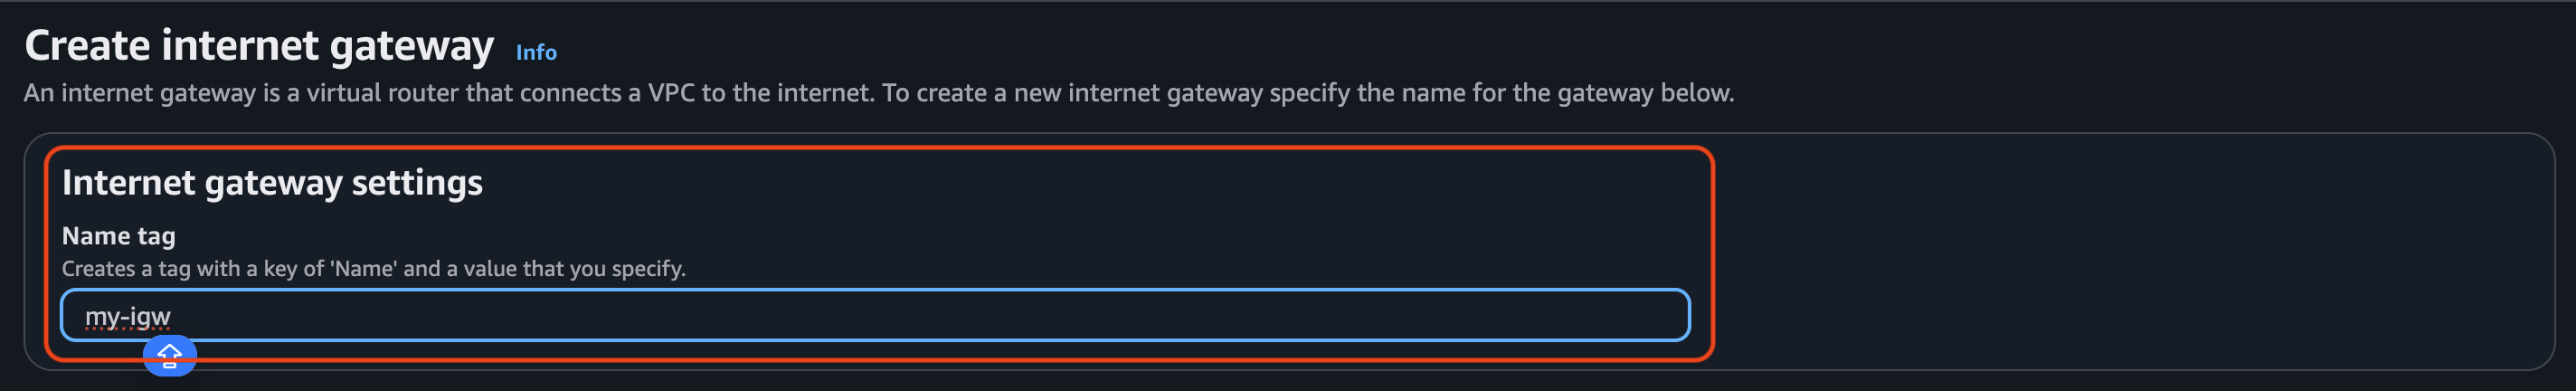 Create internet gateway Info
An internet gateway is a virtual router that connects a VPC to the internet. To create a new internet gateway specify the name for the gateway below.
Internet gateway settings
Name tag
Creates a tag with a key of 'Name' and a value that you specify.
my-igw